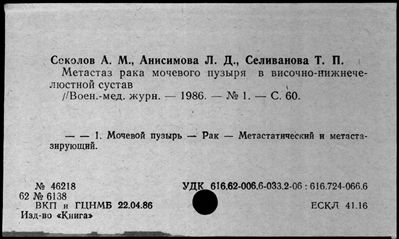 Соколов А. М., Анисимова Л. Д., Селиванова Т. П.
Метастаз рака мочевого пузыря в височно-нижнече-
люстной сустав
//Воен.-мед. журн. — 1986. — № 1. — С. 60.
— — 1. Мочевой пузырь — Рак — Метастатический и метаста-
зирующий.
№ 46218 УДК 616.62-006.6-033.2-06 : 616.724-066.6
62 № 6138
ВКП и ГЦНМБ 22.04.86 ЕСКЛ 41.16
Изд-во «Книга»